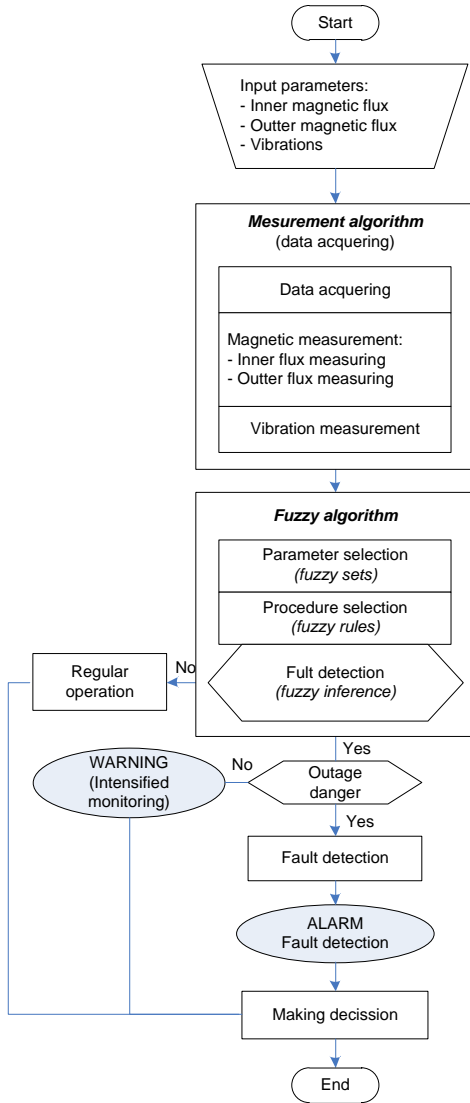 Start
Input parameters:
- Inner magnetic flux
- Outter magnetic flux
- Vibrations
Mesurement algorithm
(data acquering)
Data acquering
Magnetic measurement:
- Inner flux measuring
- Outter flux measuring
Vibration measurement
Fuzzy algorithm
Parameter selection
(fuzzy sets)
Procedure selection
(fuzzy rules)
Fult detection
(fuzzy inference)
No
Regular
operation
Yes
No
WARNING
(Intensified
monitoring)
Outage
danger
Yes
Fault detection
ALARM
Fault detection
Making decission
End